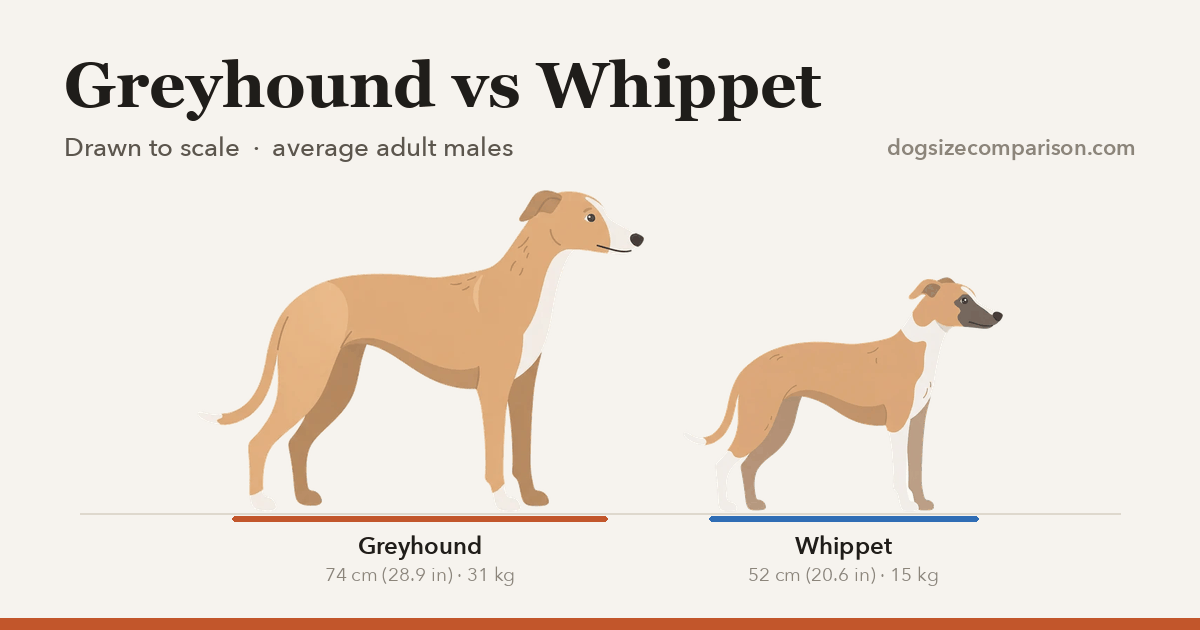 Greyhound vs Whippet
Drawn to scale · average adult males
dogsizecomparison.com
Greyhound
74 cm (28.9 in) · 31 kg
Whippet
52 cm (20.6 in) · 15 kg